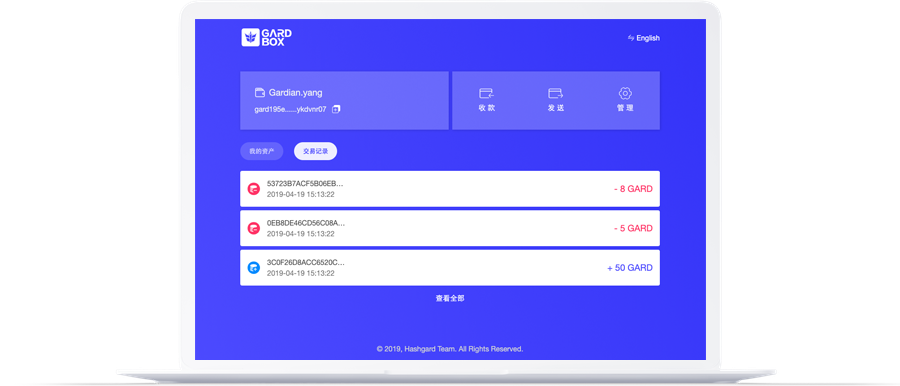 GARD
BOX
English
Gardian.yang
gard195e......ykdvnr07
收款
发送
管理
我的资产
交易记录
53723B7ACF5B06EB...
2019-04-19 15:13:22
- 8 GARD
0EB8DE46CD56C08A...
2019-04-19 15:13:22
- 5 GARD
3C0F26D8ACC6520C...
2019-04-19 15:13:22
+ 50 GARD
查看全部
© 2019, Hashgard Team. All Rights Reserved.